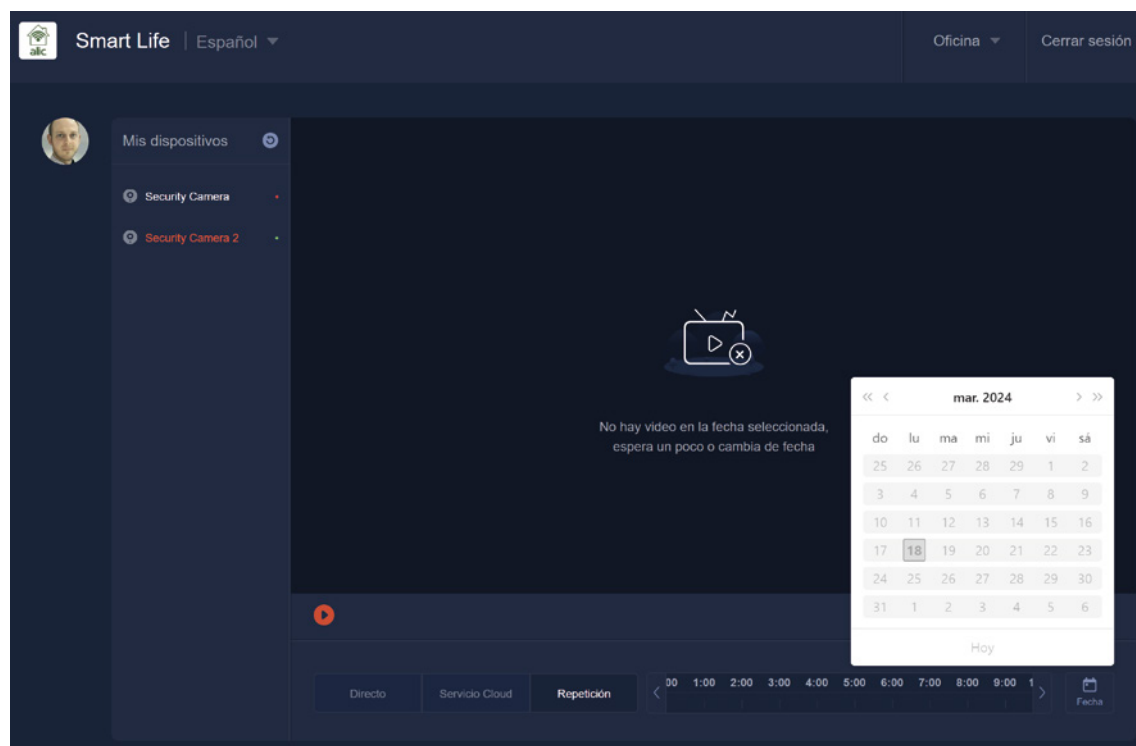 alic
Smart Life | Español
Oficina
Cerrar sesión
Mis dispositivos
Security Camera
Security Camera 2
No hay video en la fecha seleccionada,
espera un poco o cambia de fecha
mar. 2024
do lu ma mi ju vi sá
25 26 27 28 29 1 2
3 4 5 6 7 8 9
10 11 12 13 14 15 16
17 18 19 20 21 22 23
24 25 26 27 28 29 30
31 1 2 3 4 5 6
Hoy
Directo
Servicio Cloud
Repetición
00 1:00 2:00 3:00 4:00 5:00 6:00 7:00 8:00 9:00 1
Fecha